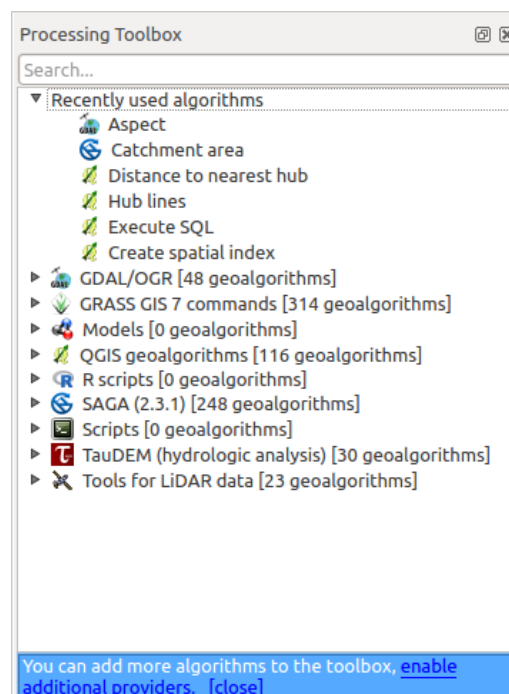 Processing Toolbox
Search...
Recently used algorithms
Aspect
Catchment area
Distance to nearest hub
Hub lines
Execute SQL
Create spatial index
GDAL/OGR [48 geoalgorithms]
GRASS GIS 7 commands [314 geoalgorithms]
Models [0 geoalgorithms]
QGIS geoalgorithms [116 geoalgorithms]
R scripts [0 geoalgorithms]
SAGA (2.3.1) [248 geoalgorithms]
Scripts [0 geoalgorithms]
TauDEM (hydrologic analysis) [30 geoalgorithms]
Tools for LiDAR data [23 geoalgorithms]
You can add more algorithms to the toolbox, enable
additional providers. [close]